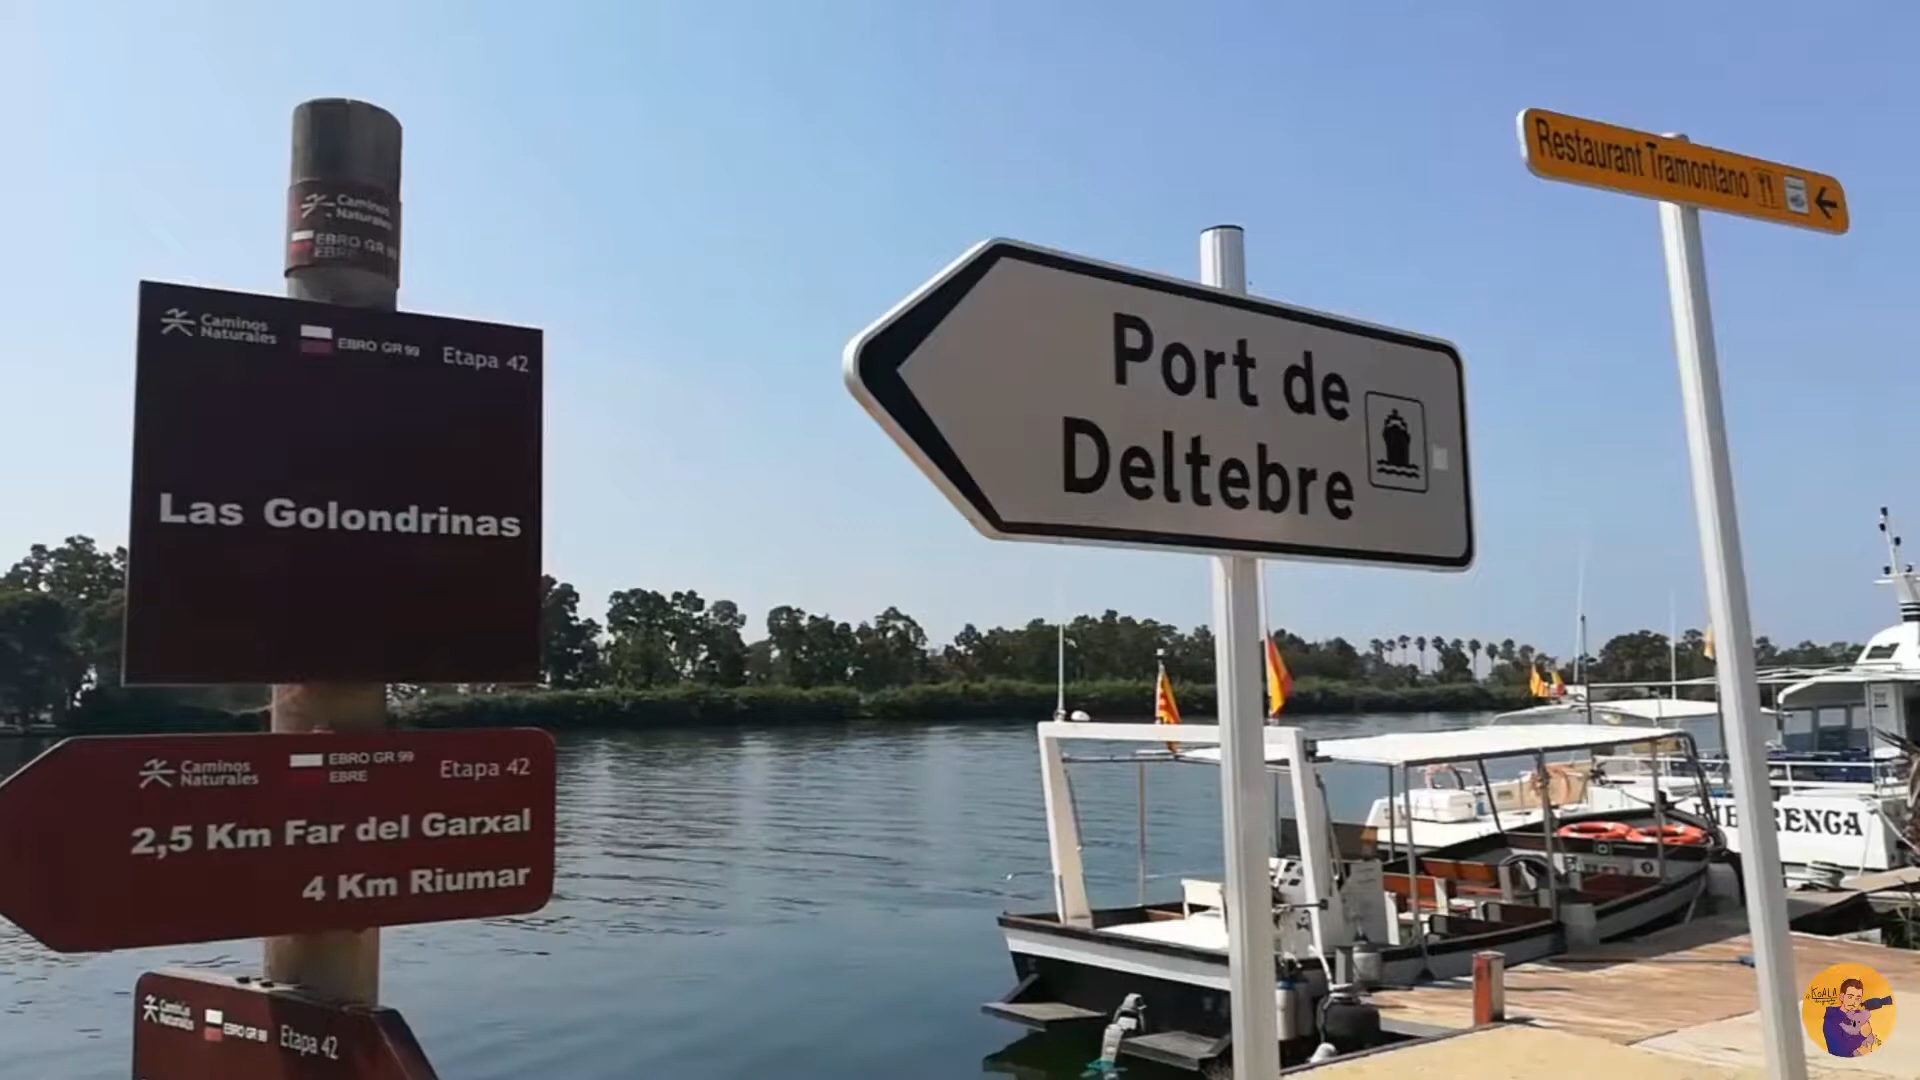 Caminos
Naturales
EBRO GR 99
EBRE
Caminos
Naturales
EBRO GR 99
Etapa 42
Las Golondrinas
Caminos
Naturales
EBRO GR 99
EBRE
Etapa 42
2,5 Km Far del Garxal
4 Km Riumar
Caminos
Naturales
EBRO GR 99
Etapa 42
Port de
Deltebre
Restaurant Tramontano
KOALA